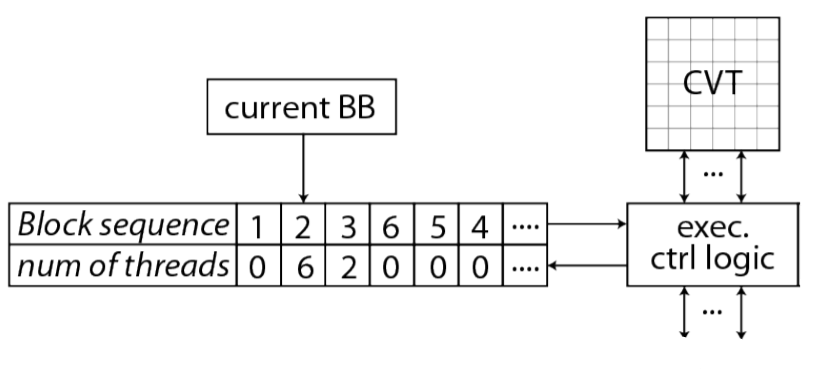 CVT
current BB
...
Block sequence 1 2 3 6 5 4 ....
num of threads 0 6 2 0 0 0 ....
exec.
ctrl logic
...